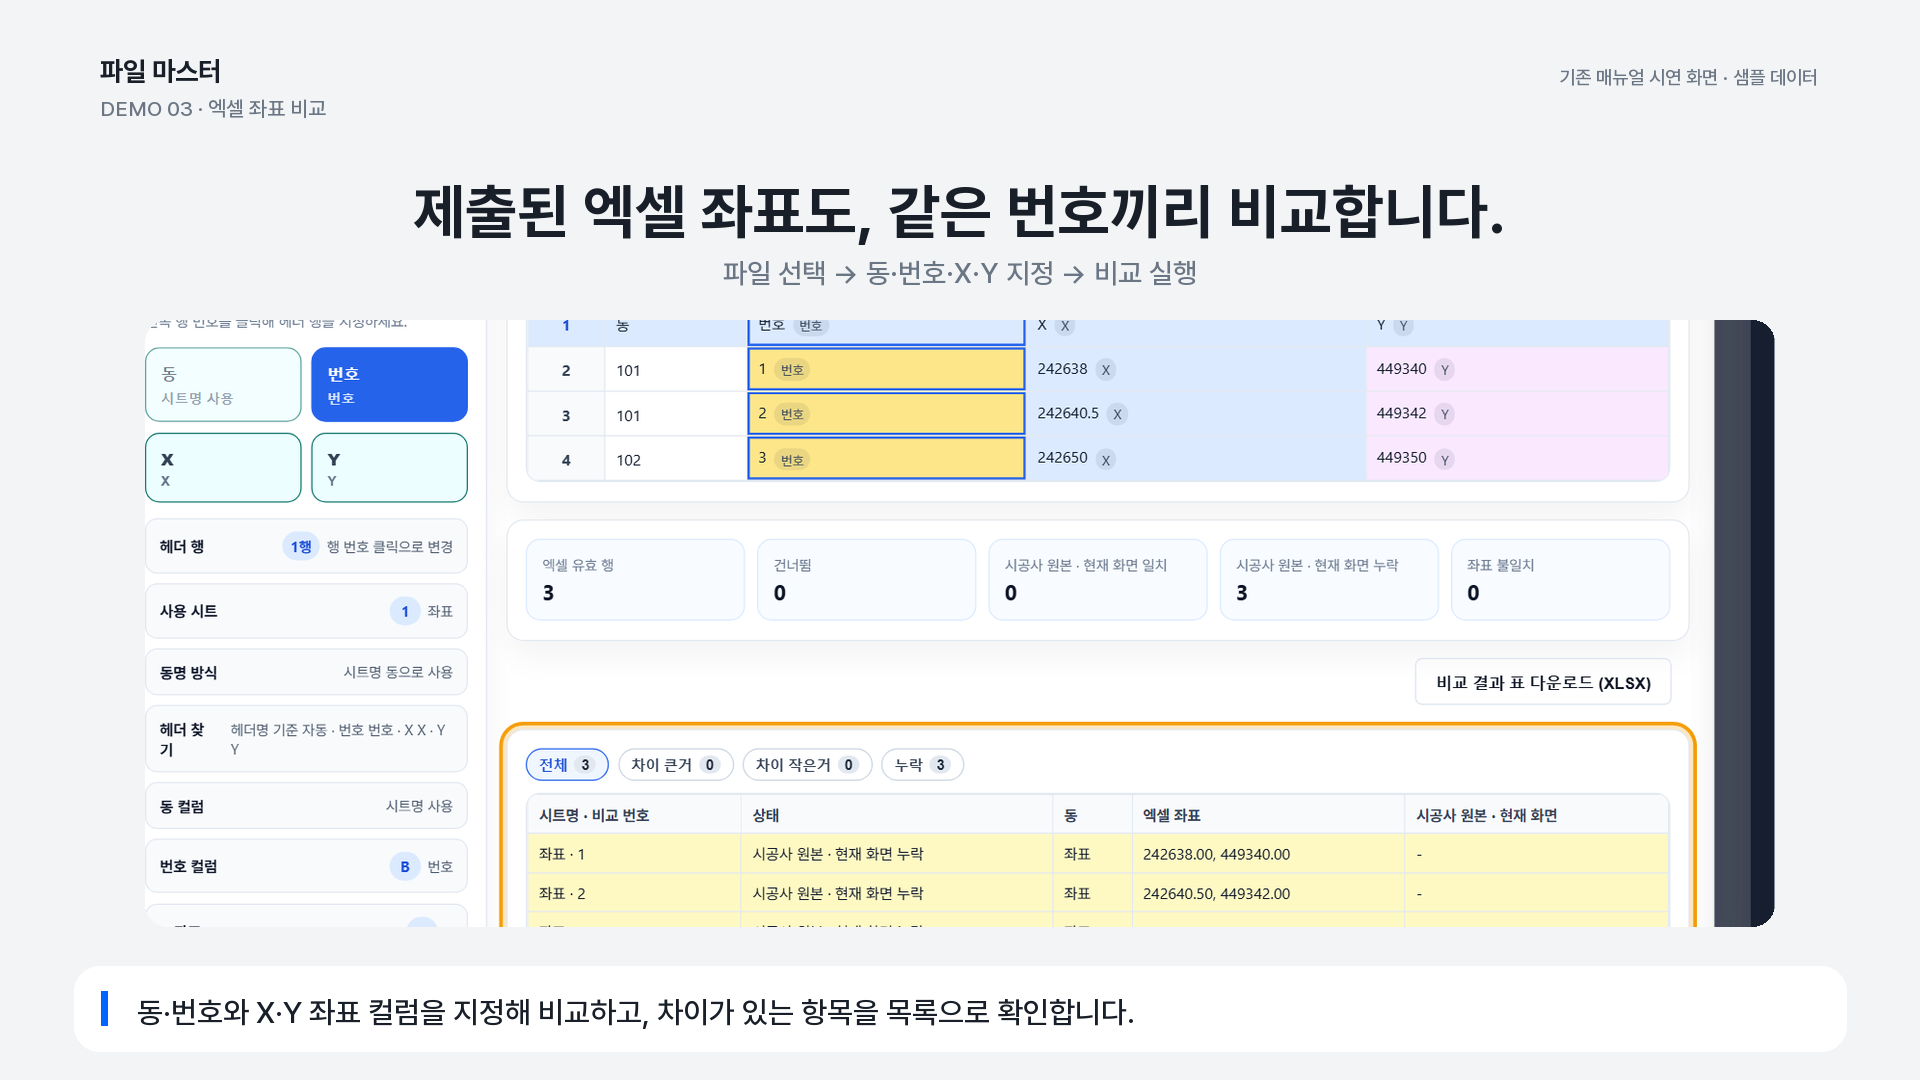 파일 마스터
DEMO 03 · 엑셀 좌표 비교
기존 매뉴얼 시연 화면 · 샘플 데이터
제출된 엑셀 좌표도, 같은 번호끼리 비교합니다.
파일 선택 → 동·번호·X·Y 지정 → 비교 실행
행 번호를 클릭해 헤더 행을 지정하세요.
동
시트명 사용
번호
번호
X
X
Y
Y
헤더 행 1행 행 번호 클릭으로 변경
사용 시트 1 좌표
동명 방식 시트명 동으로 사용
헤더 찾기 헤더명 기준 자동 · 번호 번호 · X X · Y Y
동 컬럼 시트명 사용
번호 컬럼 B 번호
1 동 번호 번호 X X Y Y
2 101 1 번호 242638 X 449340 Y
3 101 2 번호 242640.5 X 449342 Y
4 102 3 번호 242650 X 449350 Y
엑셀 유효 행
3
건너뜀
0
시공사 원본 · 현재 화면 일치
0
시공사 원본 · 현재 화면 누락
3
좌표 불일치
0
비교 결과 표 다운로드 (XLSX)
전체 3 차이 큰거 0 차이 작은거 0 누락 3
시트명 · 비교 번호 상태 동 엑셀 좌표 시공사 원본 · 현재 화면
좌표 · 1 시공사 원본 · 현재 화면 누락 좌표 242638.00, 449340.00 -
좌표 · 2 시공사 원본 · 현재 화면 누락 좌표 242640.50, 449342.00 -
동·번호와 X·Y 좌표 컬럼을 지정해 비교하고, 차이가 있는 항목을 목록으로 확인합니다.